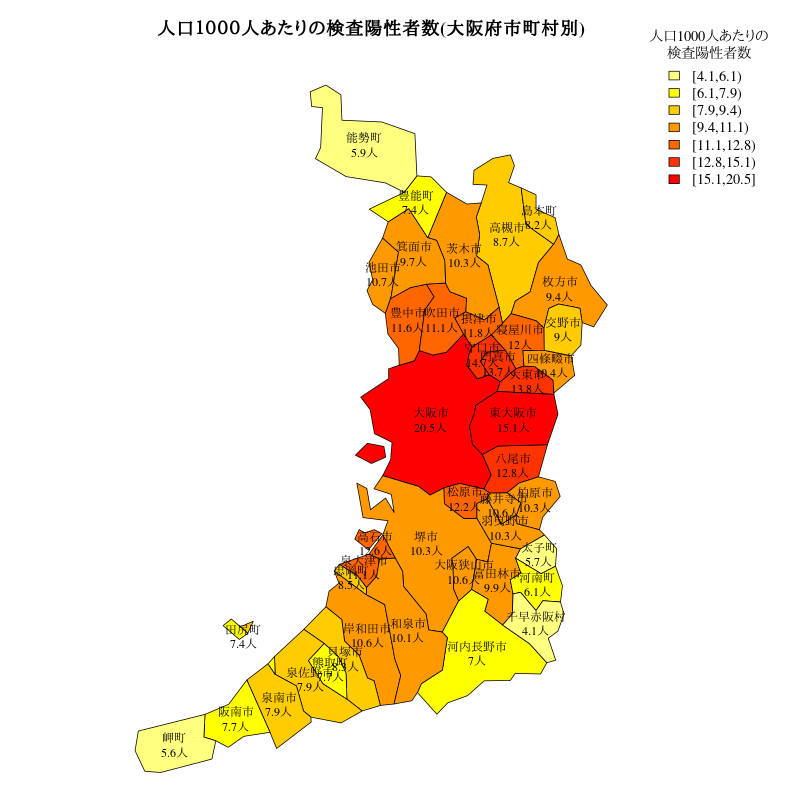 人口1000人あたりの検査陽性者数(大阪府市町村別)
人口1000人あたりの
検査陽性者数
[4.1,6.1)
[6.1,7.9)
[7.9,9.4)
[9.4,11.1)
[11.1,12.8)
[12.8,15.1)
[15.1,20.5]
能勢町
5.9人
豊能町
7.4人
島本町
8.2人
高槻市
8.7人
茨木市
10.3人
箕面市
9.7人
池田市
10.7人
枚方市
9.4人
豊中市
11.6人
吹田市
11.1人
摂津市
11.8人
寝屋川市
12人
交野市
9人
守口市
14.7人
門真市
13.7人
四條畷市
10.4人
大東市
13.8人
大阪市
20.5人
東大阪市
15.1人
八尾市
12.8人
松原市
12.2人
藤井寺市
10.6人
柏原市
10.3人
羽曳野市
10.3人
高石市
12.6人
堺市
10.3人
泉大津市
11.1人
忠岡町
8.5人
大阪狭山市
10.6人
富田林市
9.9人
太子町
5.7人
河南町
6.1人
千早赤阪村
4.1人
田尻町
7.4人
岸和田市
10.6人
和泉市
10.1人
貝塚市
8.3人
熊取町
7.7人
河内長野市
7人
泉佐野市
7.9人
泉南市
7.9人
阪南市
7.7人
岬町
5.6人